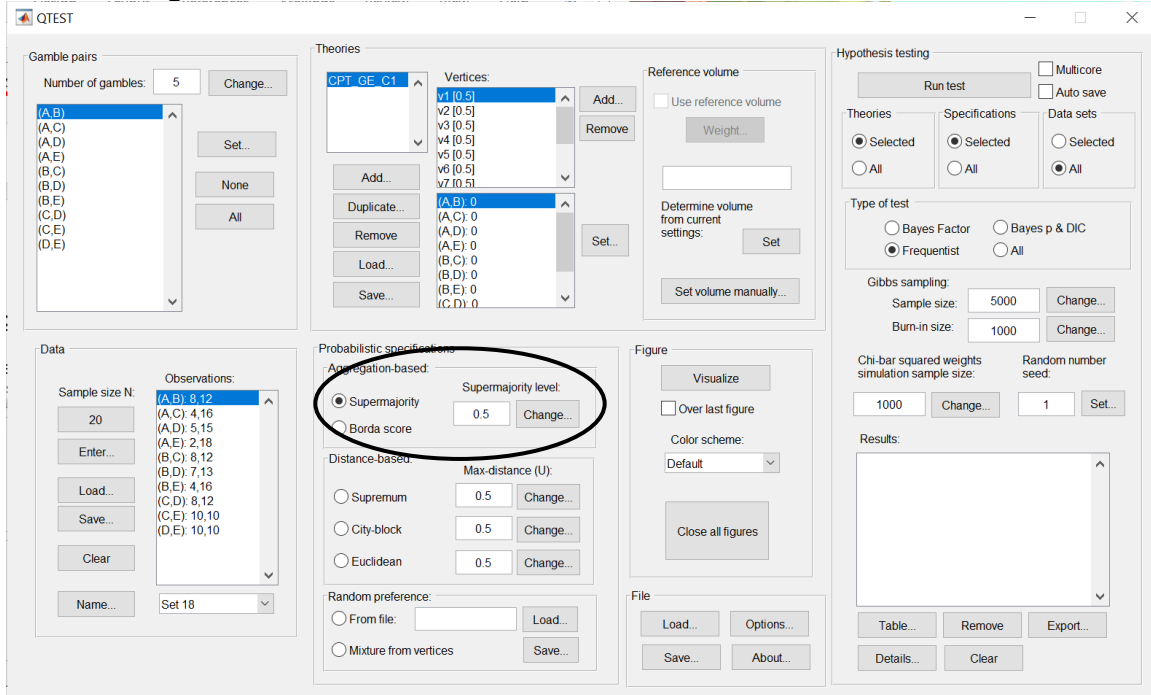 QTEST
Gamble pairs
Number of gambles: 5 Change...
(A,B)
(A,C)
(A,D)
(A,E)
(B,C)
(B,D)
(B,E)
(C,D)
(C,E)
(D,E)
Set...
None
All
Theories
CPT_GE_C1
Add...
Duplicate...
Remove
Load...
Save...
Vertices:
v1 [0.5]
v2 [0.5]
v3 [0.5]
v4 [0.5]
v5 [0.5]
v6 [0.5]
v7 [0.5]
Add...
Remove
(A,B): 0
(A,C): 0
(A,D): 0
(A,E): 0
(B,C): 0
(B,D): 0
(B,E): 0
(C,D): 0
Set...
Reference volume
Use reference volume
Weight...
Determine volume
from current
settings:
Set
Set volume manually...
Hypothesis testing
Run test
Multicore
Auto save
Theories
Selected
All
Specifications
Selected
All
Data sets
Selected
All
Type of test
Bayes Factor Bayes p & DIC
Frequentist All
Gibbs sampling:
Sample size: 5000 Change...
Burn-in size: 1000 Change...
Chi-bar squared weights
simulation sample size:
1000 Change...
Random number
seed:
1 Set...
Results:
Table... Remove Export...
Details... Clear
Data
Sample size N:
20
Enter...
Load...
Save...
Clear
Name...
Observations:
(A,B): 8,12
(A,C): 4,16
(A,D): 5,15
(A,E): 2,18
(B,C): 8,12
(B,D): 7,13
(B,E): 4,16
(C,D): 8,12
(C,E): 10,10
(D,E): 10,10
Set 18
Probabilistic specifications
Aggregation-based:
Supermajority level:
Supermajority 0.5 Change...
Borda score
Distance-based:
Max-distance (U):
Supremum 0.5 Change...
City-block 0.5 Change...
Euclidean 0.5 Change...
Random preference:
From file: Load...
Mixture from vertices Save...
Figure
Visualize
Over last figure
Color scheme:
Default
Close all figures
File
Load... Options...
Save... About...